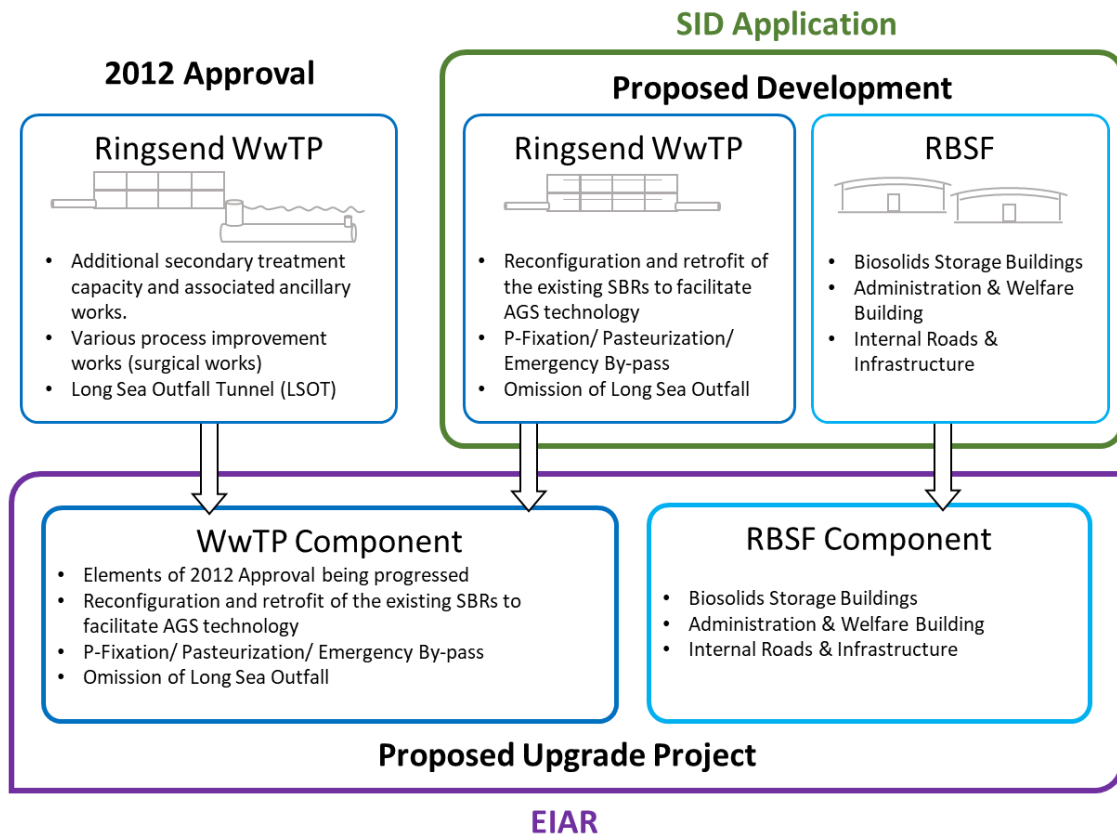 SID Application
2012 Approval
Proposed Development
Ringsend WwTP
• Additional secondary treatment
capacity and associated ancillary
works.
• Various process improvement
works (surgical works)
• Long Sea Outfall Tunnel (LSOT)
Ringsend WwTP
• Reconfiguration and retrofit of
the existing SBRs to facilitate
AGS technology
• P-Fixation/ Pasteurization/
Emergency By-pass
• Omission of Long Sea Outfall
RBSF
• Biosolids Storage Buildings
• Administration & Welfare
Building
• Internal Roads &
Infrastructure
WwTP Component
• Elements of 2012 Approval being progressed
• Reconfiguration and retrofit of the existing SBRs to
facilitate AGS technology
• P-Fixation/ Pasteurization/ Emergency By-pass
• Omission of Long Sea Outfall
RBSF Component
• Biosolids Storage Buildings
• Administration & Welfare Building
• Internal Roads & Infrastructure
Proposed Upgrade Project
EIAR